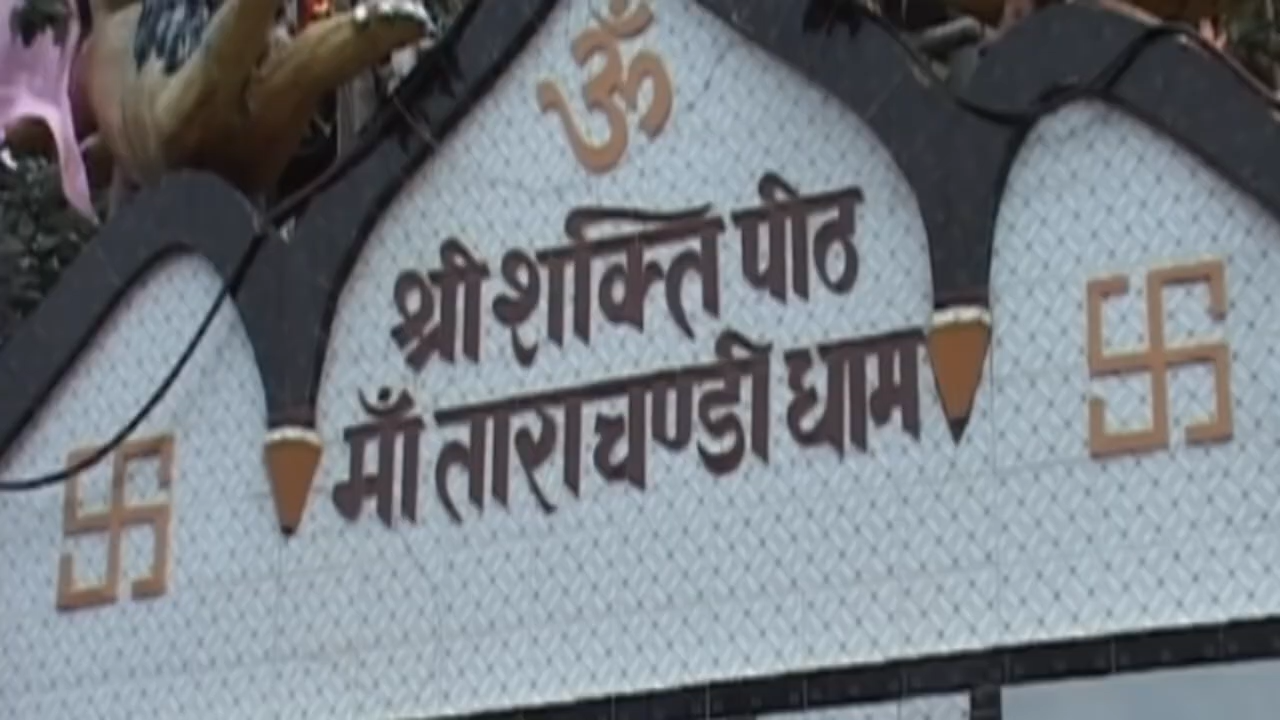 ॐ
श्री शक्ति पीठ
माँ ताराचण्डी धाम